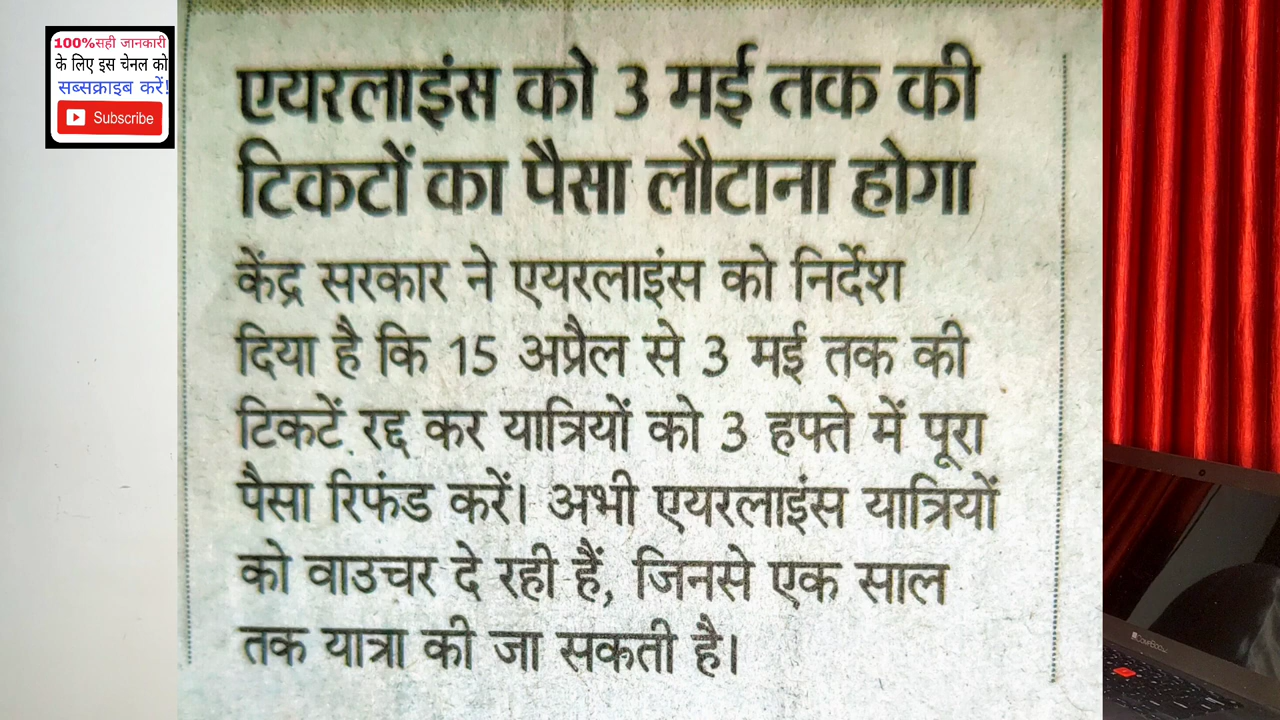 100%सही जानकारी
के लिए इस चेनल को
सब्सक्राइब करें!
Subscribe
एयरलाइंस को 3 मई तक की
टिकटों का पैसा लौटाना होगा
केंद्र सरकार ने एयरलाइंस को निर्देश
दिया है कि 15 अप्रैल से 3 मई तक की
टिकटें रद्द कर यात्रियों को 3 हफ्ते में पूरा
पैसा रिफंड करें। अभी एयरलाइंस यात्रियों
को वाउचर दे रही हैं, जिनसे एक साल
तक यात्रा की जा सकती है।